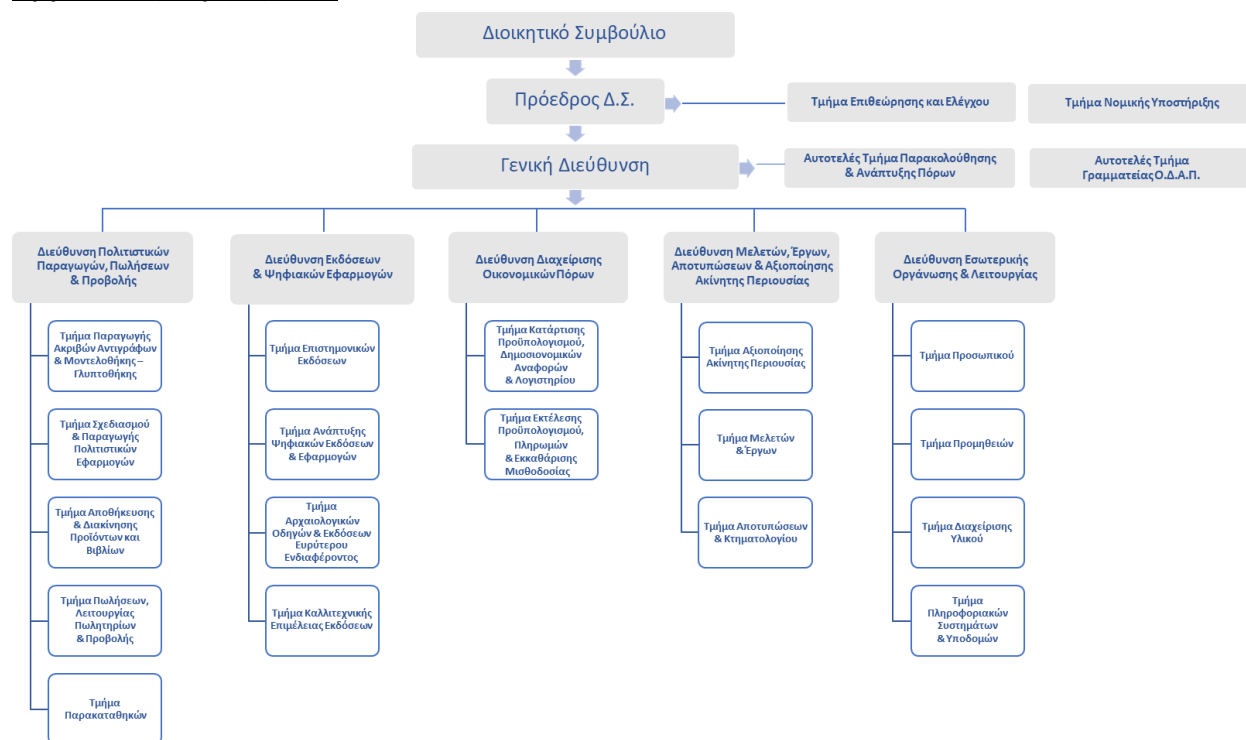 Διοικητικό Συμβούλιο
Πρόεδρος Δ.Σ.
Τμήμα Επιθεώρησης και Ελέγχου
Τμήμα Νομικής Υποστήριξης
Γενική Διεύθυνση
Αυτοτελές Τμήμα Παρακολούθησης
& Ανάπτυξης Πόρων
Αυτοτελές Τμήμα
Γραμματείας Ο.Δ.Α.Π.
Διεύθυνση Πολιτιστικών
Παραγωγών, Πωλήσεων
& Προβολής
Διεύθυνση Εκδόσεων
& Ψηφιακών Εφαρμογών
Διεύθυνση Διαχείρισης
Οικονομικών Πόρων
Διεύθυνση Μελετών, Έργων,
Αποτυπώσεων & Αξιοποίησης
Ακίνητης Περιουσίας
Διεύθυνση Εσωτερικής
Οργάνωσης & Λειτουργίας
Τμήμα Παραγωγής
Ακριβών Αντιγράφων
& Μοντελοθήκης –
Γλυπτοθήκης
Τμήμα Σχεδιασμού
& Παραγωγής
Πολιτιστικών
Εφαρμογών
Τμήμα Αποθήκευσης
& Διακίνησης
Προϊόντων και
Βιβλίων
Τμήμα Πωλήσεων,
Λειτουργίας
Πωλητηρίων
& Προβολής
Τμήμα
Παρακαταθηκών
Τμήμα Επιστημονικών
Εκδόσεων
Τμήμα Ανάπτυξης
Ψηφιακών Εκδόσεων
& Εφαρμογών
Τμήμα
Αρχαιολογικών
Οδηγών & Εκδόσεων
Ευρύτερου
Ενδιαφέροντος
Τμήμα Καλλιτεχνικής
Επιμέλειας Εκδόσεων
Τμήμα Κατάρτισης
Προϋπολογισμού,
Δημοσιονομικών
Αναφορών
& Λογιστηρίου
Τμήμα Εκτέλεσης
Προϋπολογισμού,
Πληρωμών
& Εκκαθάρισης
Μισθοδοσίας
Τμήμα Αξιοποίησης
Ακίνητης Περιουσίας
Τμήμα Μελετών
& Έργων
Τμήμα Αποτυπώσεων
& Κτηματολογίου
Τμήμα Προσωπικού
Τμήμα Προμηθειών
Τμήμα Διαχείρισης
Υλικού
Τμήμα
Πληροφοριακών
Συστημάτων
& Υποδομών